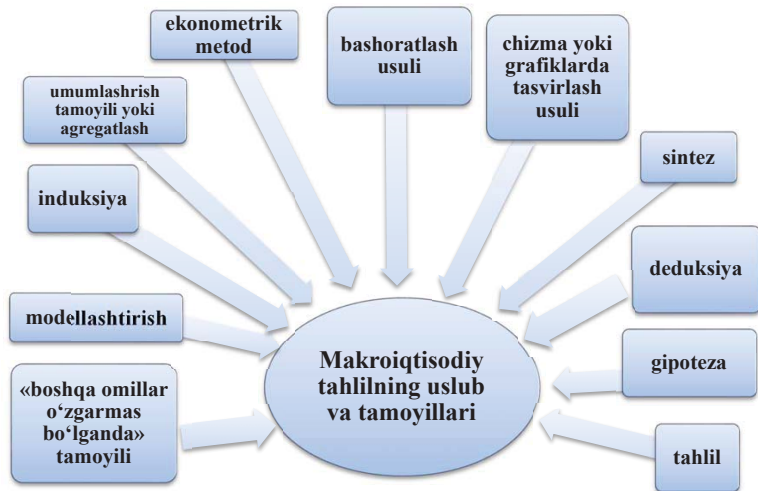 ekonometrik
metod
bashoratlash
usuli
chizma yoki
grafiklarda
tasvirlash
usuli
umumlashrish
tamoyili yoki
agregatlash
sintez
induksiya
deduksiya
modellashtirish
gipoteza
«boshqa omillar
o‘zgarmas
bo‘lganda»
tamoyili
tahlil
Makroiqtisodiy
tahlilning uslub
va tamoyillari